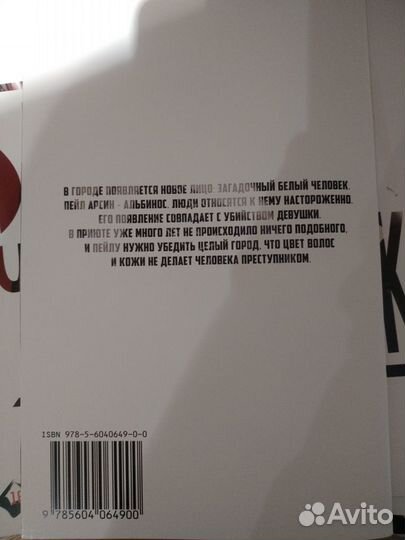 В ГОРОДЕ ПОЯВЛЯЕТСЯ НОВОЕ ЛИЦО: ЗАГАДОЧНЫЙ БЕЛЫЙ ЧЕЛОВЕК.
ПЕЙЛ АРСИН - АЛЬБИНОС. ЛЮДИ ОТНОСЯТСЯ К НЕМУ НАСТОРОЖЕННО.
ЕГО ПОЯВЛЕНИЕ СОВПАДАЕТ С УБИЙСТВОМ ДЕВУШКИ.
В ПРИЮТЕ УЖЕ МНОГО ЛЕТ НЕ ПРОИСХОДИЛО НИЧЕГО ПОДОБНОГО,
И ПЕЙЛУ НУЖНО УБЕДИТЬ ЦЕЛЫЙ ГОРОД, ЧТО ЦВЕТ ВОЛОС
И КОЖИ НЕ ДЕЛАЕТ ЧЕЛОВЕКА ПРЕСТУПНИКОМ.
ISBN 978-5-6040649-0-0
9 785604 064900
Avito